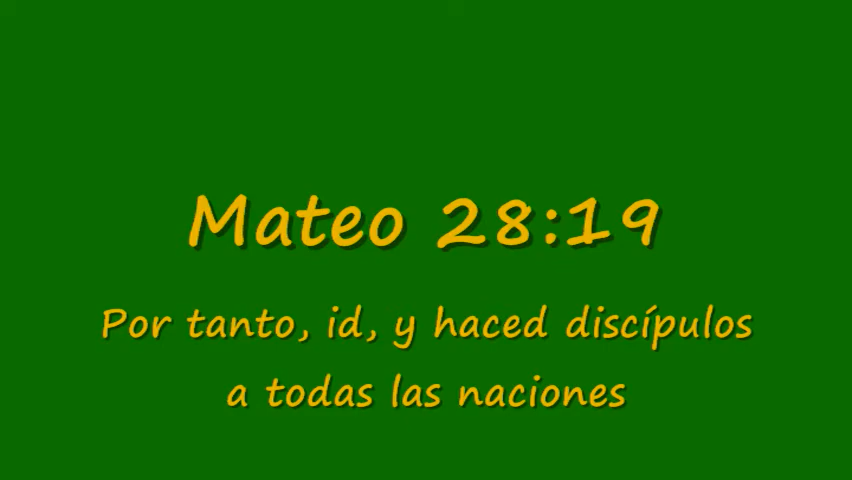 Mateo 28:19
Por tanto, id, y haced discípulos
a todas las naciones